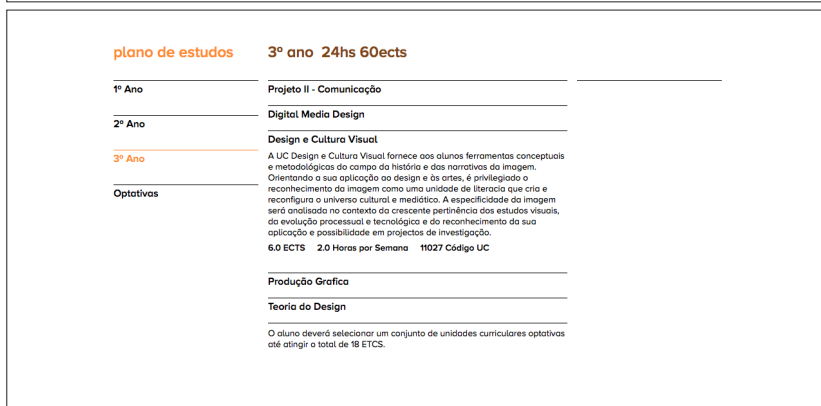 plano de estudos
3º ano 24hs 60ects
1º Ano
2º Ano
3º Ano
Optativas
Projeto II - Comunicação
Digital Media Design
Design e Cultura Visual
A UC Design e Cultura Visual fornece aos alunos ferramentas conceptuais
e metodológicas do campo da história e das narrativas da imagem.
Orientando a sua aplicação ao design e às artes, é privilegiado o
reconhecimento da imagem como uma unidade de literacia que cria e
reconfigura o universo cultural e mediático. A especificidade da imagem
será analisada no contexto da crescente pertinência dos estudos visuais,
da evolução processual e tecnológica e do reconhecimento da sua
aplicação e possibilidade em projectos de investigação.
6.0 ECTS 2.0 Horas por Semana 11027 Código UC
Produção Grafica
Teoria do Design
O aluno deverá selecionar um conjunto de unidades curriculares optativas
até atingir o total de 18 ETCS.